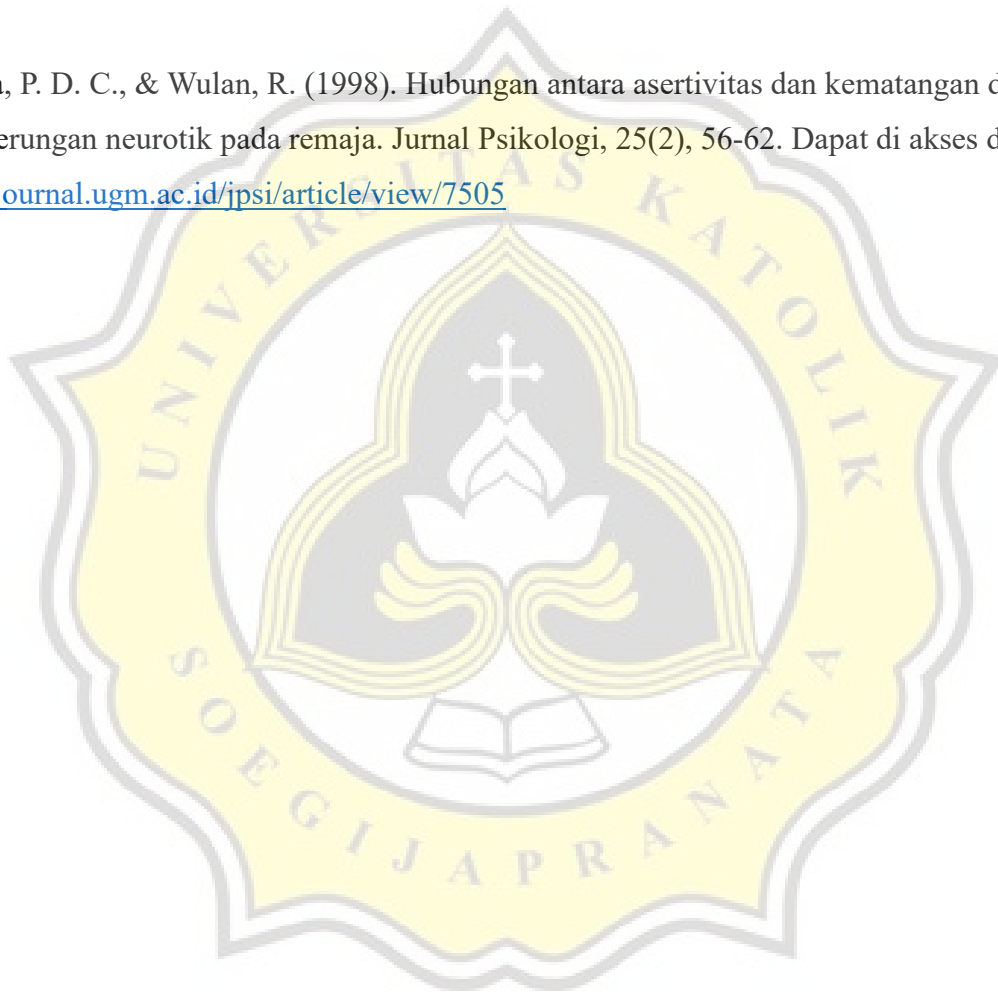 a, P. D. C., & Wulan, R. (1998). Hubungan antara asertivitas dan kematangan d
erungan neurotik pada remaja. Jurnal Psikologi, 25(2), 56-62. Dapat di akses d
journal.ugm.ac.id/jpsi/article/view/7505
UNIVERSITAS KATOLIK
SOEGIJAPRANATA